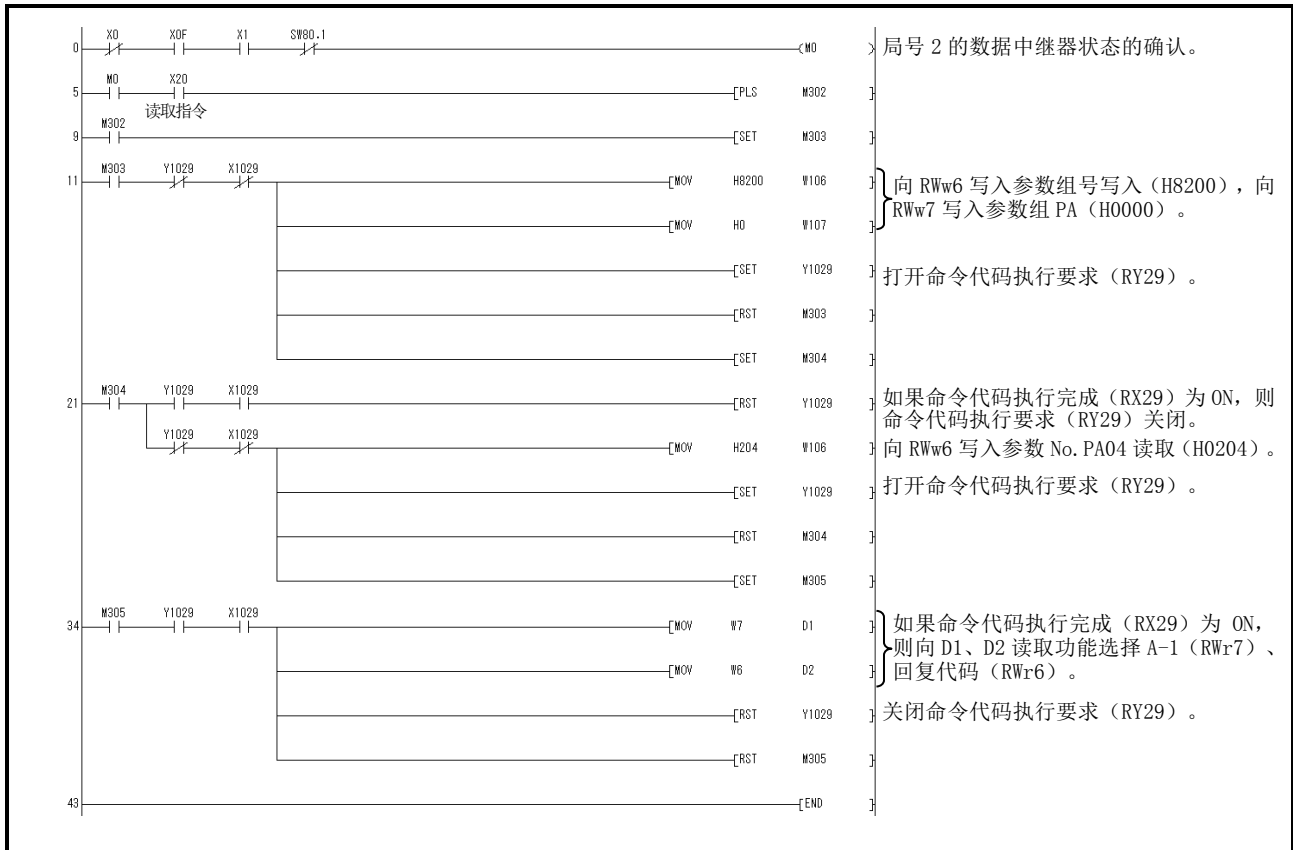 X0 X0F X1 SW80.1
0 (M0 ) 局号 2 的数据中继器状态的确认。
M0 X20
5 [PLS M302 ]
读取指令
M302
9 [SET M303 ]
M303 Y1029 X1029
11 [MOV H8200 W106 ]
向 RWw6 写入参数组号写入（H8200），向
RWw7 写入参数组 PA（H0000）。
[MOV H0 W107 ]
[SET Y1029 ] 打开命令代码执行要求（RY29）。
[RST M303 ]
[SET M304 ]
M304 Y1029 X1029
21 [RST Y1029 ]
如果命令代码执行完成（RX29）为 ON，则
命令代码执行要求（RY29）关闭。
Y1029 X1029
[MOV H204 W106 ] 向 RWw6 写入参数 No.PA04 读取（H0204）。
[SET Y1029 ] 打开命令代码执行要求（RY29）。
[RST M304 ]
[SET M305 ]
M305 Y1029 X1029
34 [MOV W7 D1 ]
如果命令代码执行完成（RX29）为 ON，
则向 D1、D2 读取功能选择 A-1（RWr7）、
回复代码（RWr6）。
[MOV W6 D2 ]
[RST Y1029 ] 关闭命令代码执行要求（RY29）。
[RST M305 ]
43 [END ]